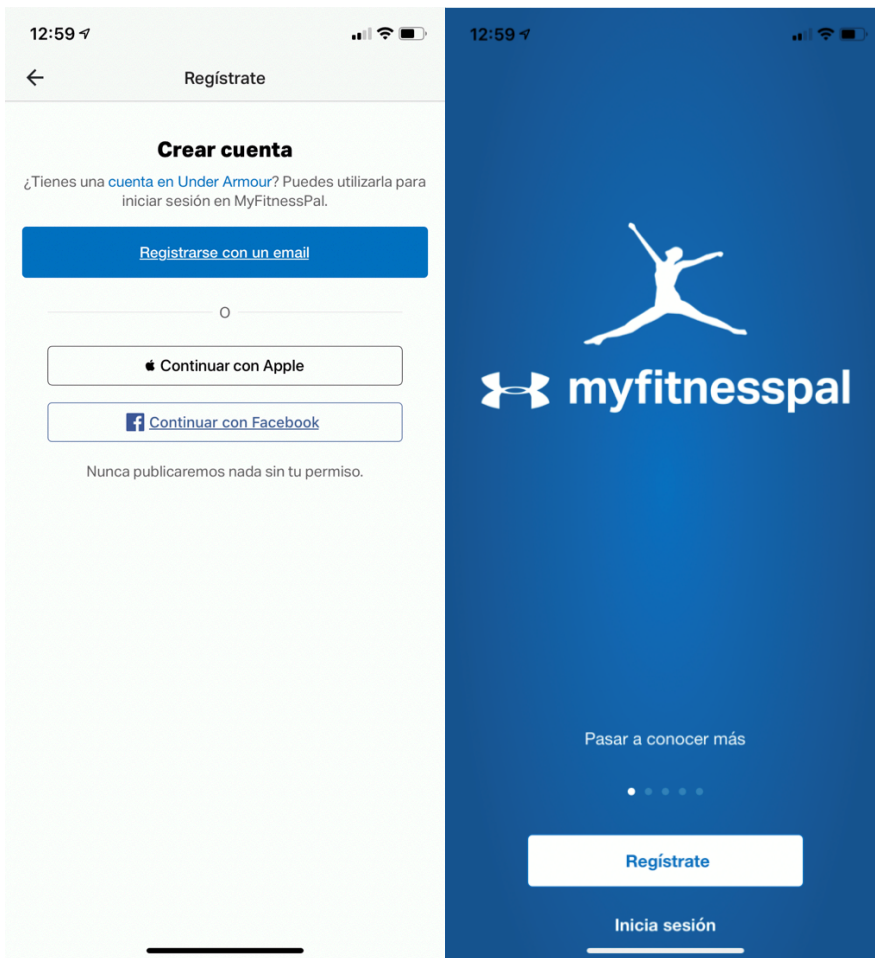 12:59
Regístrate
Crear cuenta
¿Tienes una cuenta en Under Armour? Puedes utilizarla para
iniciar sesión en MyFitnessPal.
Registrarse con un email
O
Continuar con Apple
Continuar con Facebook
Nunca publicaremos nada sin tu permiso.
12:59
myfitnesspal
Pasar a conocer más
Regístrate
Inicia sesión